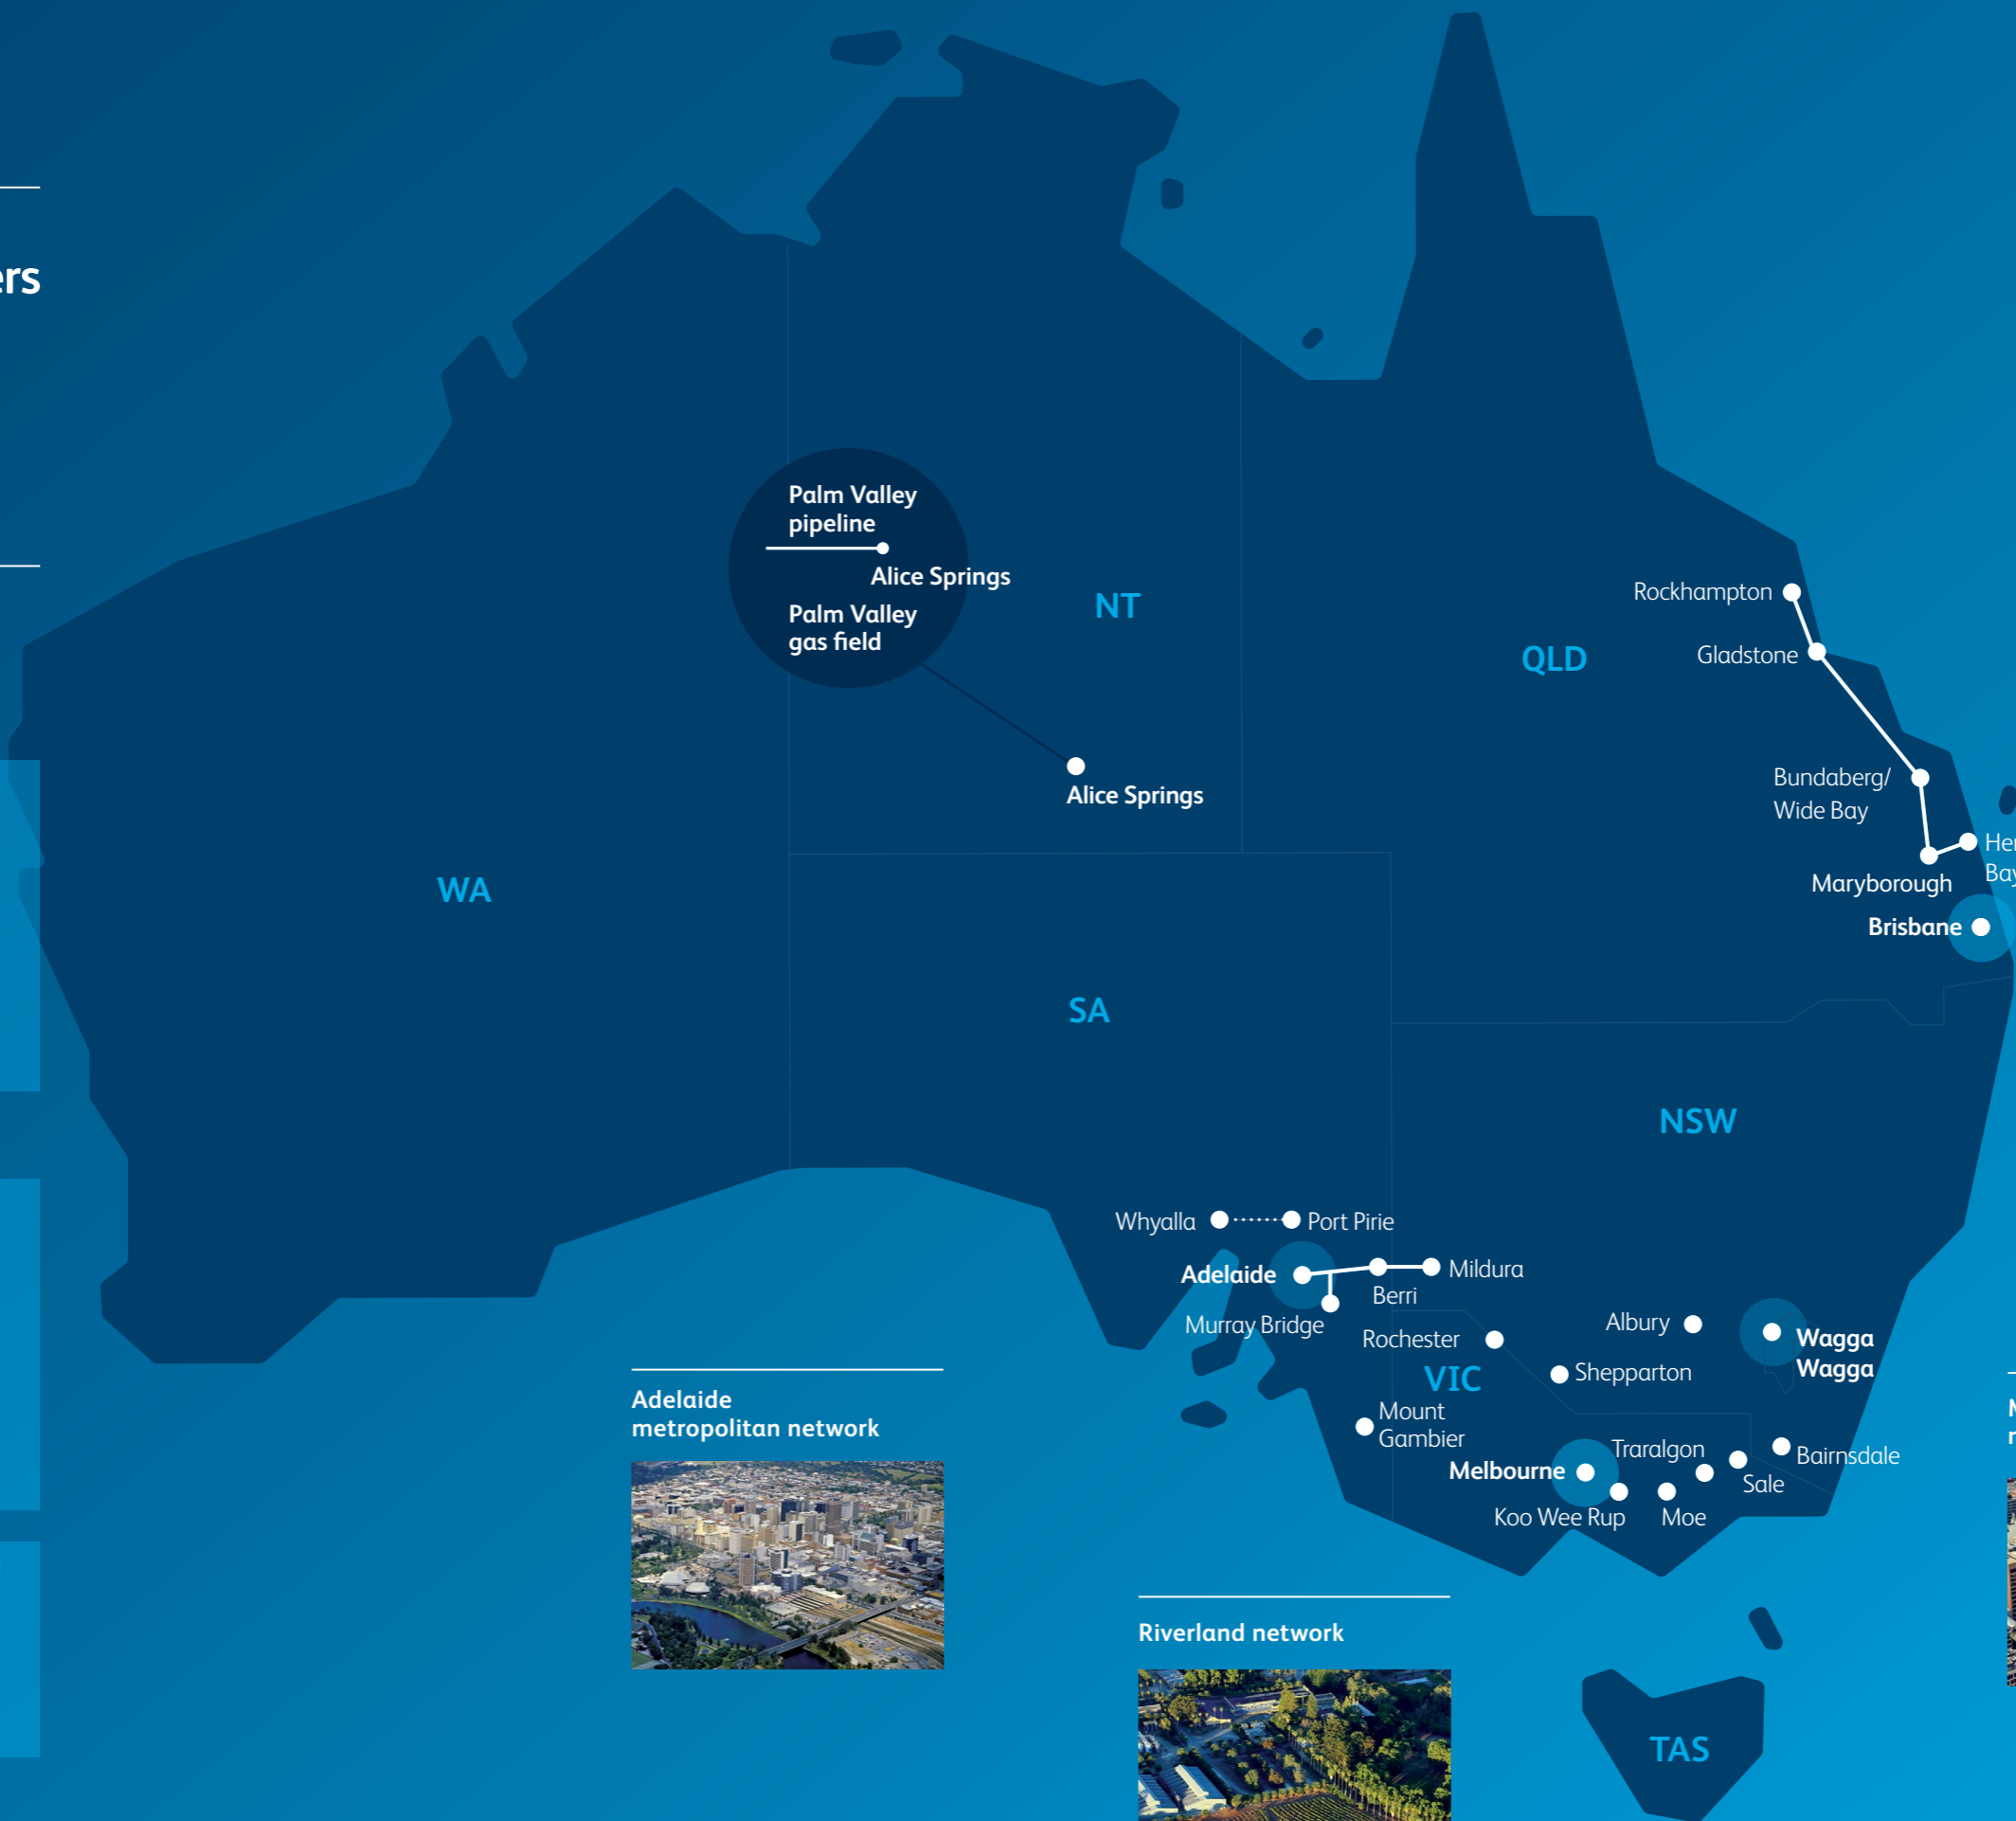 Palm Valley
pipeline
Alice Springs
Palm Valley
gas field
NT
QLD
Rockhampton
Gladstone
Alice Springs
Bundaberg/
Wide Bay
Maryborough
Brisbane
WA
SA
NSW
Whyalla
Port Pirie
Adelaide
Mildura
Berri
Murray Bridge
Rochester
Albury
Wagga
Wagga
VIC
Shepparton
Mount
Gambier
Melbourne
Traralgon
Bairnsdale
Sale
Koo Wee Rup
Moe
Adelaide
metropolitan network
Riverland network
TAS